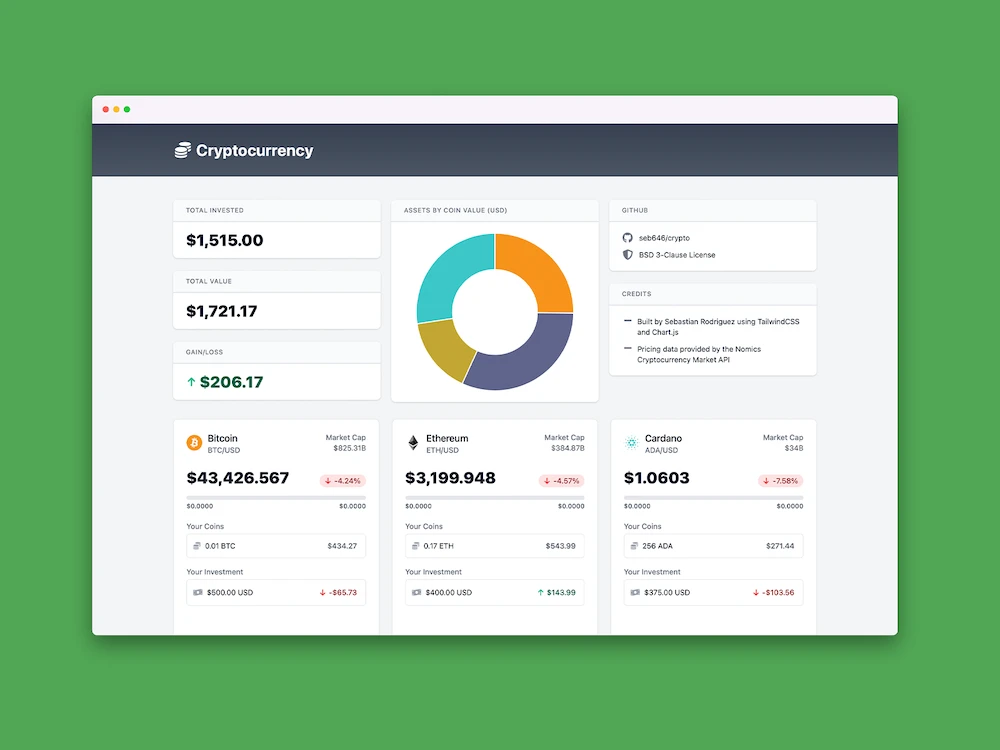 Cryptocurrency
TOTAL INVESTED
$1,515.00
TOTAL VALUE
$1,721.17
GAIN/LOSS
$206.17
ASSETS BY COIN VALUE (USD)
GITHUB
seb646/crypto
BSD 3-Clause License
CREDITS
Built by Sebastian Rodriguez using TailwindCSS
and Chart.js
Pricing data provided by the Nomics
Cryptocurrency Market API
Bitcoin
BTC/USD
Market Cap
$825.31B
$43,426.567
-4.24%
$0.0000
$0.0000
Your Coins
0.01 BTC
$434.27
Your Investment
$500.00 USD
-$65.73
Ethereum
ETH/USD
Market Cap
$384.87B
$3,199.948
-4.57%
$0.0000
$0.0000
Your Coins
0.17 ETH
$543.99
Your Investment
$400.00 USD
$143.99
Cardano
ADA/USD
Market Cap
$34B
$1.0603
-7.58%
$0.0000
$0.0000
Your Coins
256 ADA
$271.44
Your Investment
$375.00 USD
-$103.56